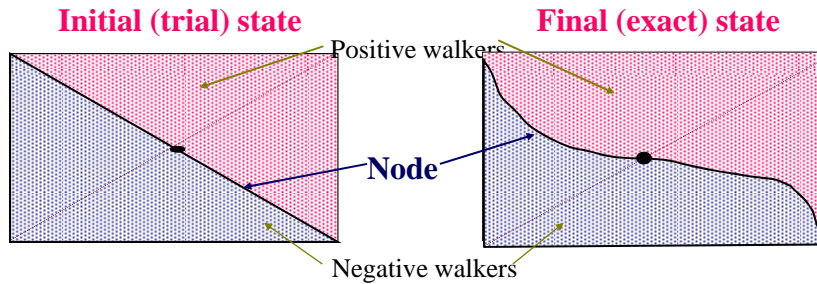 Initial (trial) state
Final (exact) state
Positive walkers
Node
Negative walkers